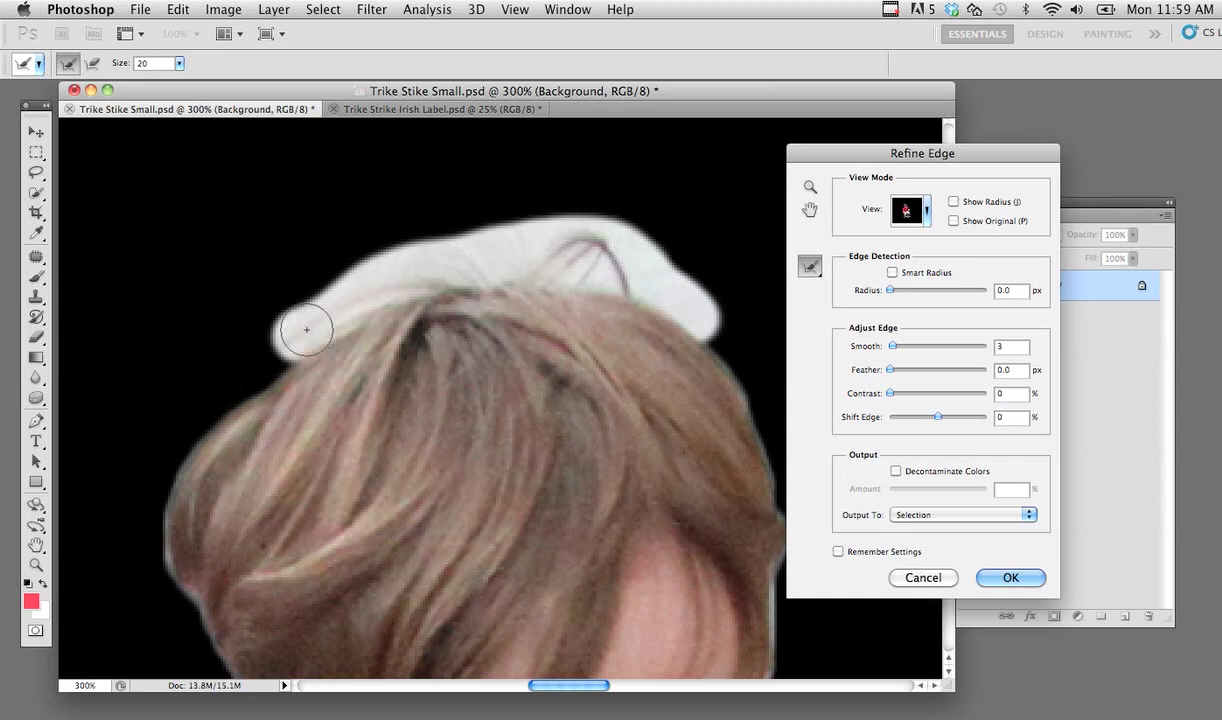 Photoshop File Edit Image Layer Select Filter Analysis 3D View Window Help 5 Mon 11:59 AM
Ps Br Mb 100% ESSENTIALS DESIGN PAINTING >> CS L
Size: 20
Trike Stike Small.psd @ 300% (Background, RGB/8) *
Trike Stike Small.psd @ 300% (Background, RGB/8) * Trike Strike Irish Label.psd @ 25% (RGB/8) *
Refine Edge
View Mode
View: Show Radius (J)
Show Original (P)
Opacity: 100%
Edge Detection
Fill: 100%
Smart Radius
Radius: 0.0 px
Adjust Edge
Smooth: 3
Feather: 0.0 px
Contrast: 0 %
Shift Edge: 0 %
Output
Decontaminate Colors
Amount: %
Output To: Selection
Remember Settings
Cancel OK
fx
300% Doc: 13.8M/15.1M